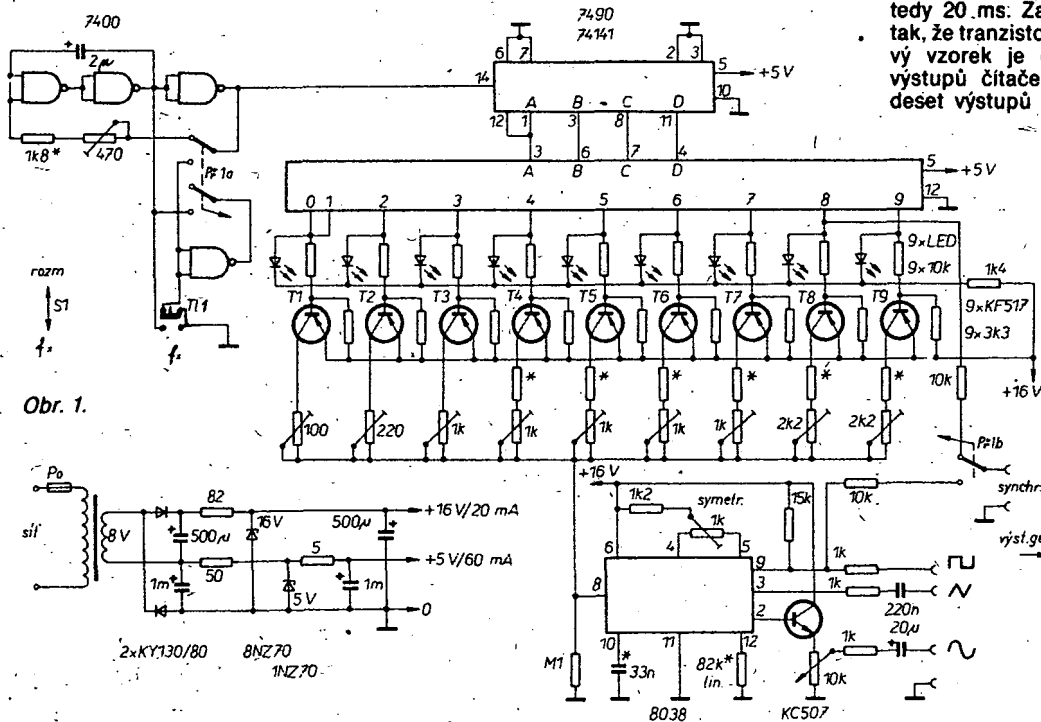 7400
2μ
1k8*
470
Př1a
rozm
S1
fx
Tl1
fx
Obr. 1.
7490
74141
6 7
2 3
14
5
+5 V
10
A B C D
12 1 3 8 11
3 6 7 4
A B C D
5
+5 V
12
0 1 2 3 4 5 6 7 8 9
9×LED
9×10k
1k4
T1 T2 T3 T4 T5 T6 T7 T8 T9
9×KF517
9×3k3
+16 V
10k
* * * * * *
100 220 1k 1k 1k 1k 1k 2k2 2k2
Př1b
synchr.
tedy 20 ms. Za
tak, že tranzisto
vý vzorek je
výstupů čítače
deset výstupů
Po
síť
8 V
82
500μ
16 V
500μ
+16 V/20 mA
50
5
+5 V/60 mA
1m
5 V
1m
0
2×KY130/80
8NZ70
1NZ70
+16 V
1k2
symetr.
1k
15k
10k
6 4 5
9
1k
8
3
1k
220n
2
20μ
10 11 12
1k
M1
*
33n
82k*
lin.
10k
8038
KC507
výst.ge